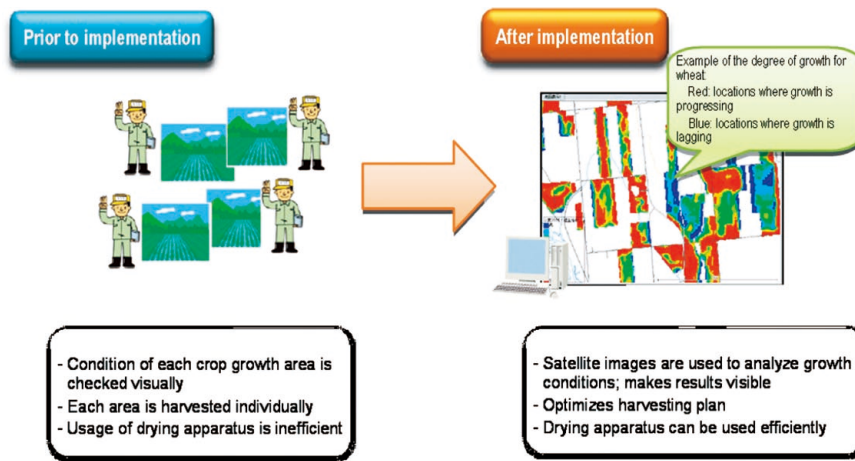 Prior to implementation
After implementation
Example of the degree of growth for
wheat:
Red: locations where growth is
progressing
Blue: locations where growth is
lagging
- Condition of each crop growth area is
checked visually
- Each area is harvested individually
- Usage of drying apparatus is inefficient
- Satellite images are used to analyze growth
conditions; makes results visible
- Optimizes harvesting plan
- Drying apparatus can be used efficiently